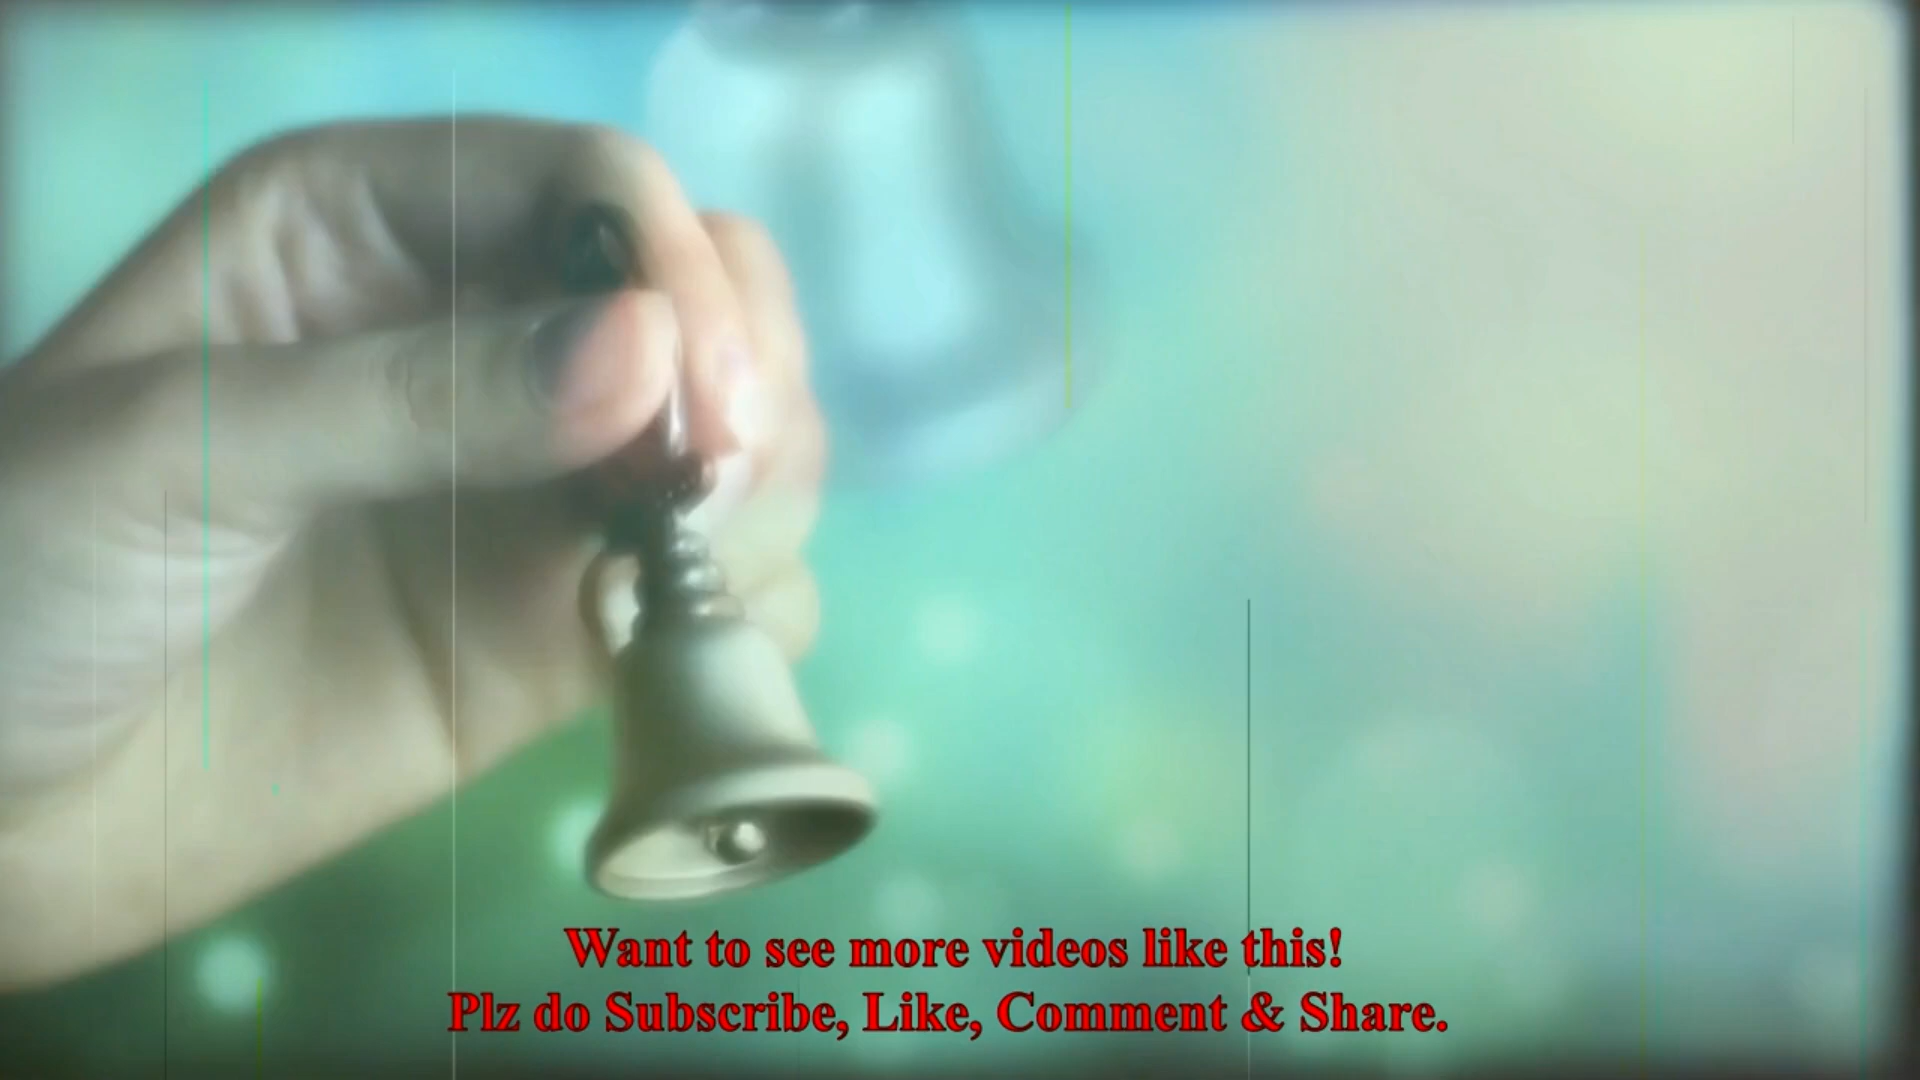 Want to see more videos like this!
Plz do Subscribe, Like, Comment & Share.